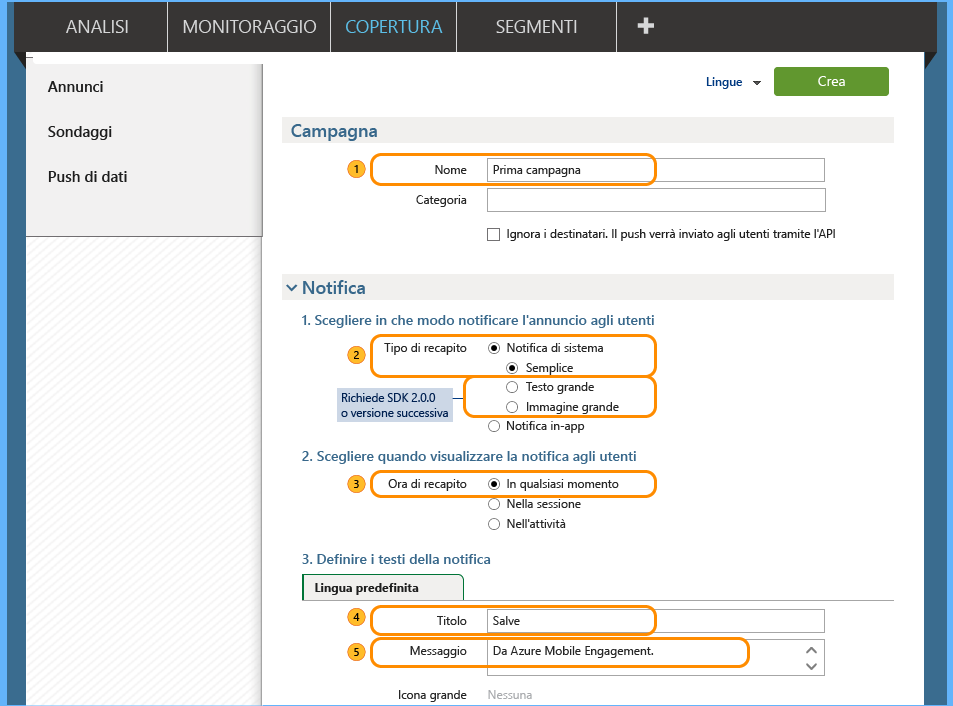 ANALISI MONITORAGGIO COPERTURA SEGMENTI
Annunci
Sondaggi
Push di dati
Lingue Crea
Campagna
1 Nome Prima campagna
Categoria
Ignora i destinatari. Il push verrà inviato agli utenti tramite l'API
Notifica
1. Scegliere in che modo notificare l'annuncio agli utenti
2 Tipo di recapito Notifica di sistema
Semplice
Testo grande
Richiede SDK 2.0.0
o versione successiva
Immagine grande
Notifica in-app
2. Scegliere quando visualizzare la notifica agli utenti
3 Ora di recapito In qualsiasi momento
Nella sessione
Nell'attività
3. Definire i testi della notifica
Lingua predefinita
4 Titolo Salve
5 Messaggio Da Azure Mobile Engagement.
Icona grande Nessuna